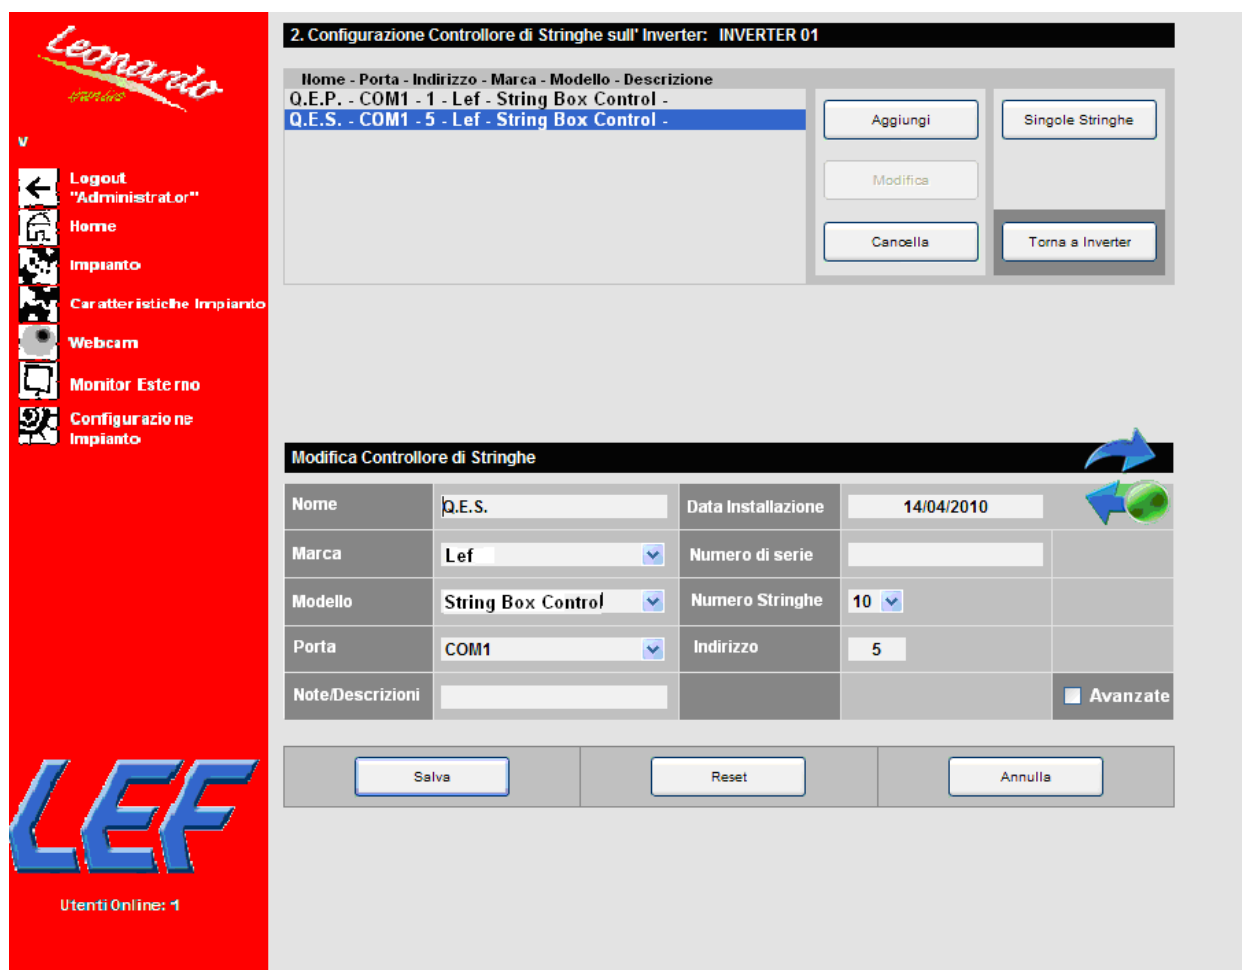 Leonardo
v
Logout
"Administrator"
Home
Impianto
Caratteristiche Impianto
Webcam
Monitor Esterno
Configurazione
Impianto
LEF
Utenti Online: 1
2. Configurazione Controllore di Stringhe sull' Inverter: INVERTER 01
Nome - Porta - Indirizzo - Marca - Modello - Descrizione
Q.E.P. - COM1 - 1 - Lef - String Box Control -
Q.E.S. - COM1 - 5 - Lef - String Box Control -
Aggiungi
Singole Stringhe
Modifica
Cancella
Torna a Inverter
Modifica Controllore di Stringhe
Nome Q.E.S. Data Installazione 14/04/2010
Marca Lef Numero di serie
Modello String Box Control Numero Stringhe 10
Porta COM1 Indirizzo 5
Note/Descrizioni Avanzate
Salva Reset Annulla